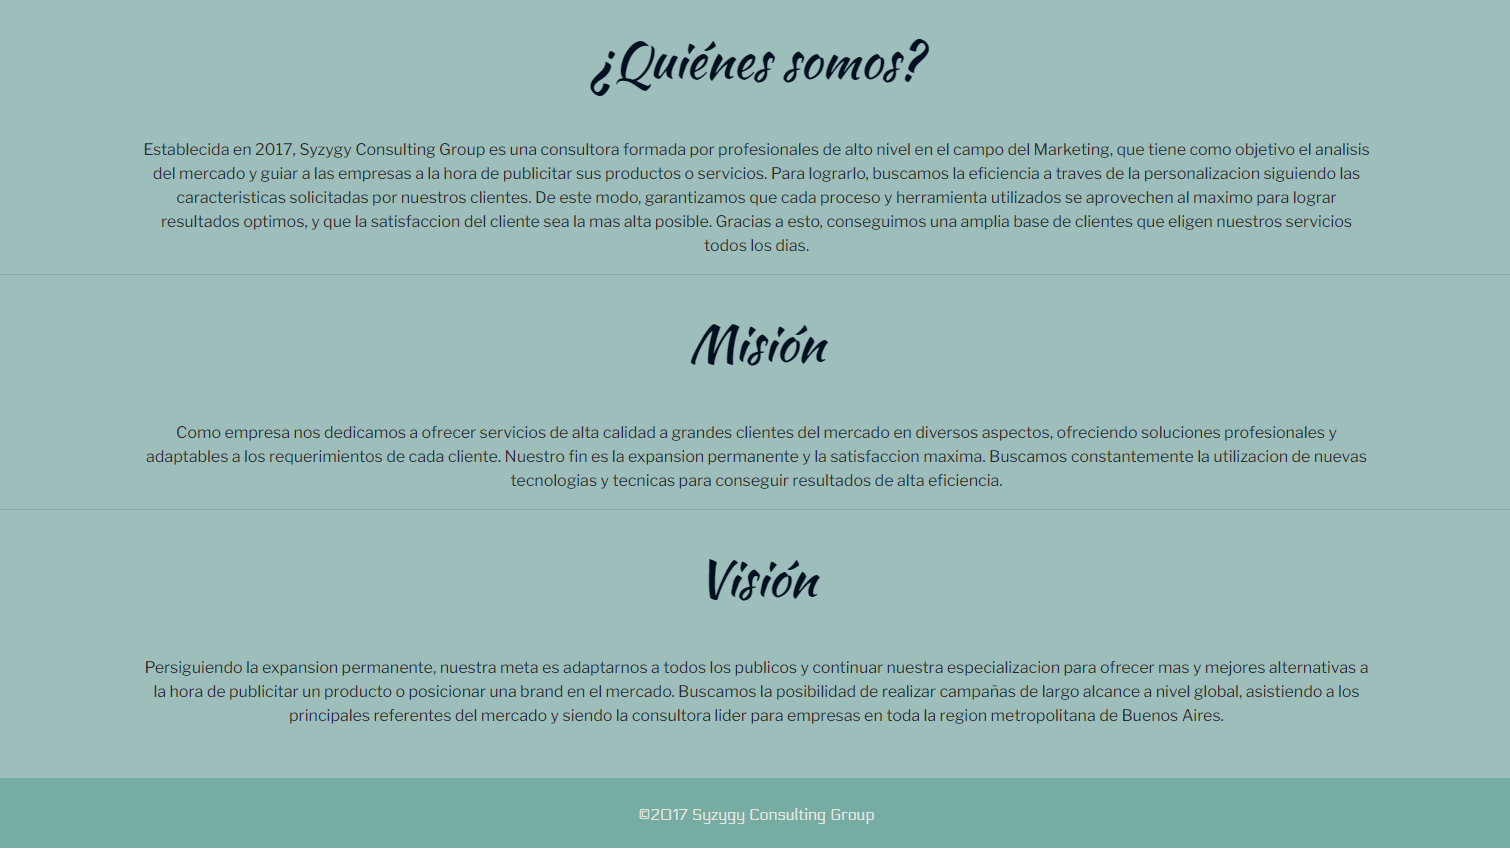 ¿Quiénes somos?
Establecida en 2017, Syzygy Consulting Group es una consultora formada por profesionales de alto nivel en el campo del Marketing, que tiene como objetivo el analisis
del mercado y guiar a las empresas a la hora de publicitar sus productos o servicios. Para lograrlo, buscamos la eficiencia a traves de la personalizacion siguiendo las
caracteristicas solicitadas por nuestros clientes. De este modo, garantizamos que cada proceso y herramienta utilizados se aprovechen al maximo para lograr
resultados optimos, y que la satisfaccion del cliente sea la mas alta posible. Gracias a esto, conseguimos una amplia base de clientes que eligen nuestros servicios
todos los dias.
Misión
Como empresa nos dedicamos a ofrecer servicios de alta calidad a grandes clientes del mercado en diversos aspectos, ofreciendo soluciones profesionales y
adaptables a los requerimientos de cada cliente. Nuestro fin es la expansion permanente y la satisfaccion maxima. Buscamos constantemente la utilizacion de nuevas
tecnologias y tecnicas para conseguir resultados de alta eficiencia.
Visión
Persiguiendo la expansion permanente, nuestra meta es adaptarnos a todos los publicos y continuar nuestra especializacion para ofrecer mas y mejores alternativas a
la hora de publicitar un producto o posicionar una brand en el mercado. Buscamos la posibilidad de realizar campañas de largo alcance a nivel global, asistiendo a los
principales referentes del mercado y siendo la consultora lider para empresas en toda la region metropolitana de Buenos Aires.
©2017 Syzygy Consulting Group